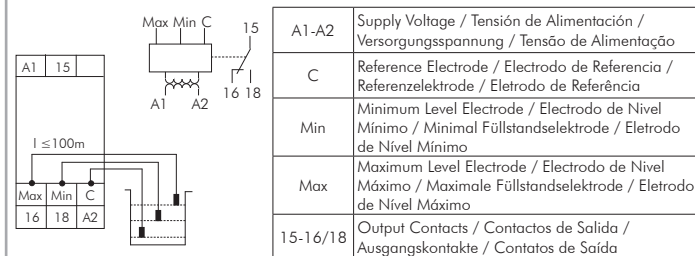 Max Min C
15
A1 A2
16 18
A1 15
l ≤100m
Max Min C
16 18 A2
A1-A2
Supply Voltage / Tensión de Alimentación /
Versorgungsspannung / Tensão de Alimentação
C
Reference Electrode / Electrodo de Referencia /
Referenzelektrode / Eletrodo de Referência
Min
Minimum Level Electrode / Electrodo de Nivel
Mínimo / Minimal Füllstandselektrode / Eletrodo
de Nível Mínimo
Max
Maximum Level Electrode / Electrodo de Nivel
Máximo / Maximale Füllstandselektrode / Eletrodo
de Nível Máximo
15-16/18
Output Contacts / Contactos de Salida /
Ausgangskontakte / Contatos de Saída